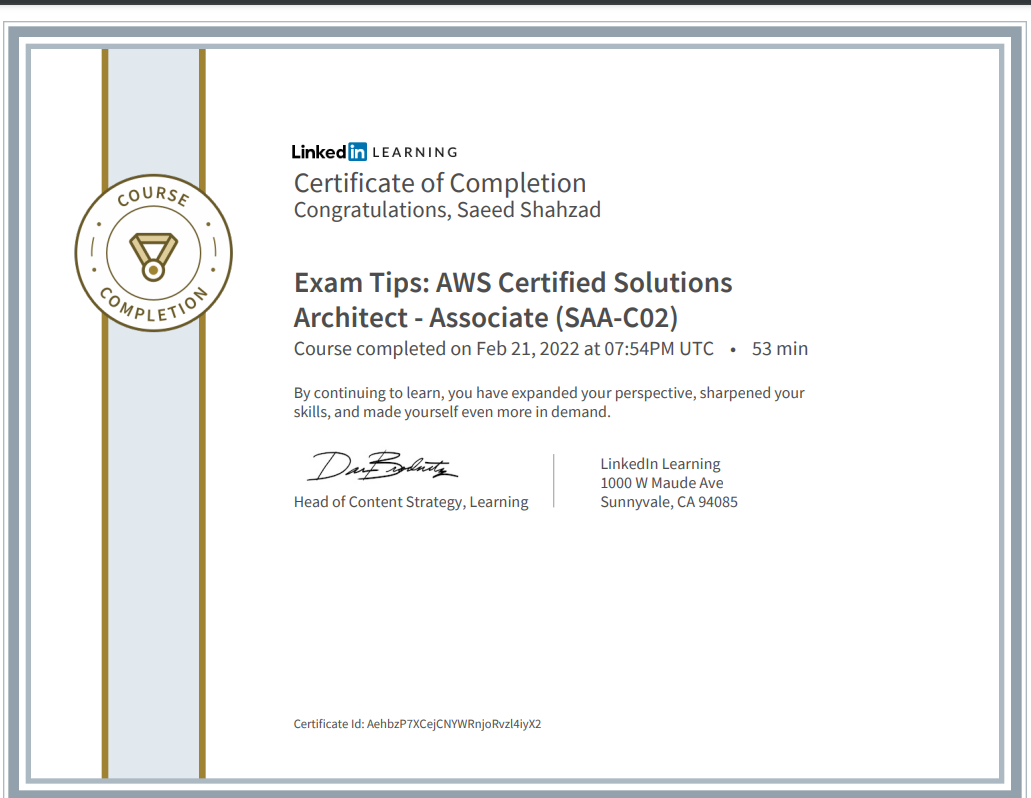 COURSE
COMPLETION
Linked in LEARNING
Certificate of Completion
Congratulations, Saeed Shahzad
Exam Tips: AWS Certified Solutions
Architect - Associate (SAA-C02)
Course completed on Feb 21, 2022 at 07:54PM UTC • 53 min
By continuing to learn, you have expanded your perspective, sharpened your
skills, and made yourself even more in demand.
Head of Content Strategy, Learning
LinkedIn Learning
1000 W Maude Ave
Sunnyvale, CA 94085
Certificate Id: AehbzP7XCejCNYWRnjoRvzl4iyX2